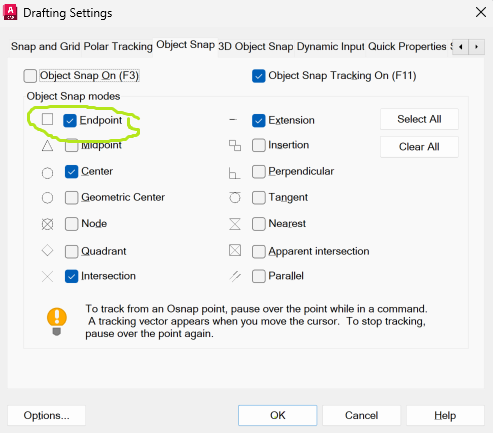 Drafting Settings
Snap and Grid Polar Tracking Object Snap 3D Object Snap Dynamic Input Quick Properties
Object Snap On (F3) Object Snap Tracking On (F11)
Object Snap modes
Endpoint Extension Select All
Midpoint Insertion Clear All
Center Perpendicular
Geometric Center Tangent
Node Nearest
Quadrant Apparent intersection
Intersection Parallel
To track from an Osnap point, pause over the point while in a command.
A tracking vector appears when you move the cursor. To stop tracking,
pause over the point again.
Options... OK Cancel Help